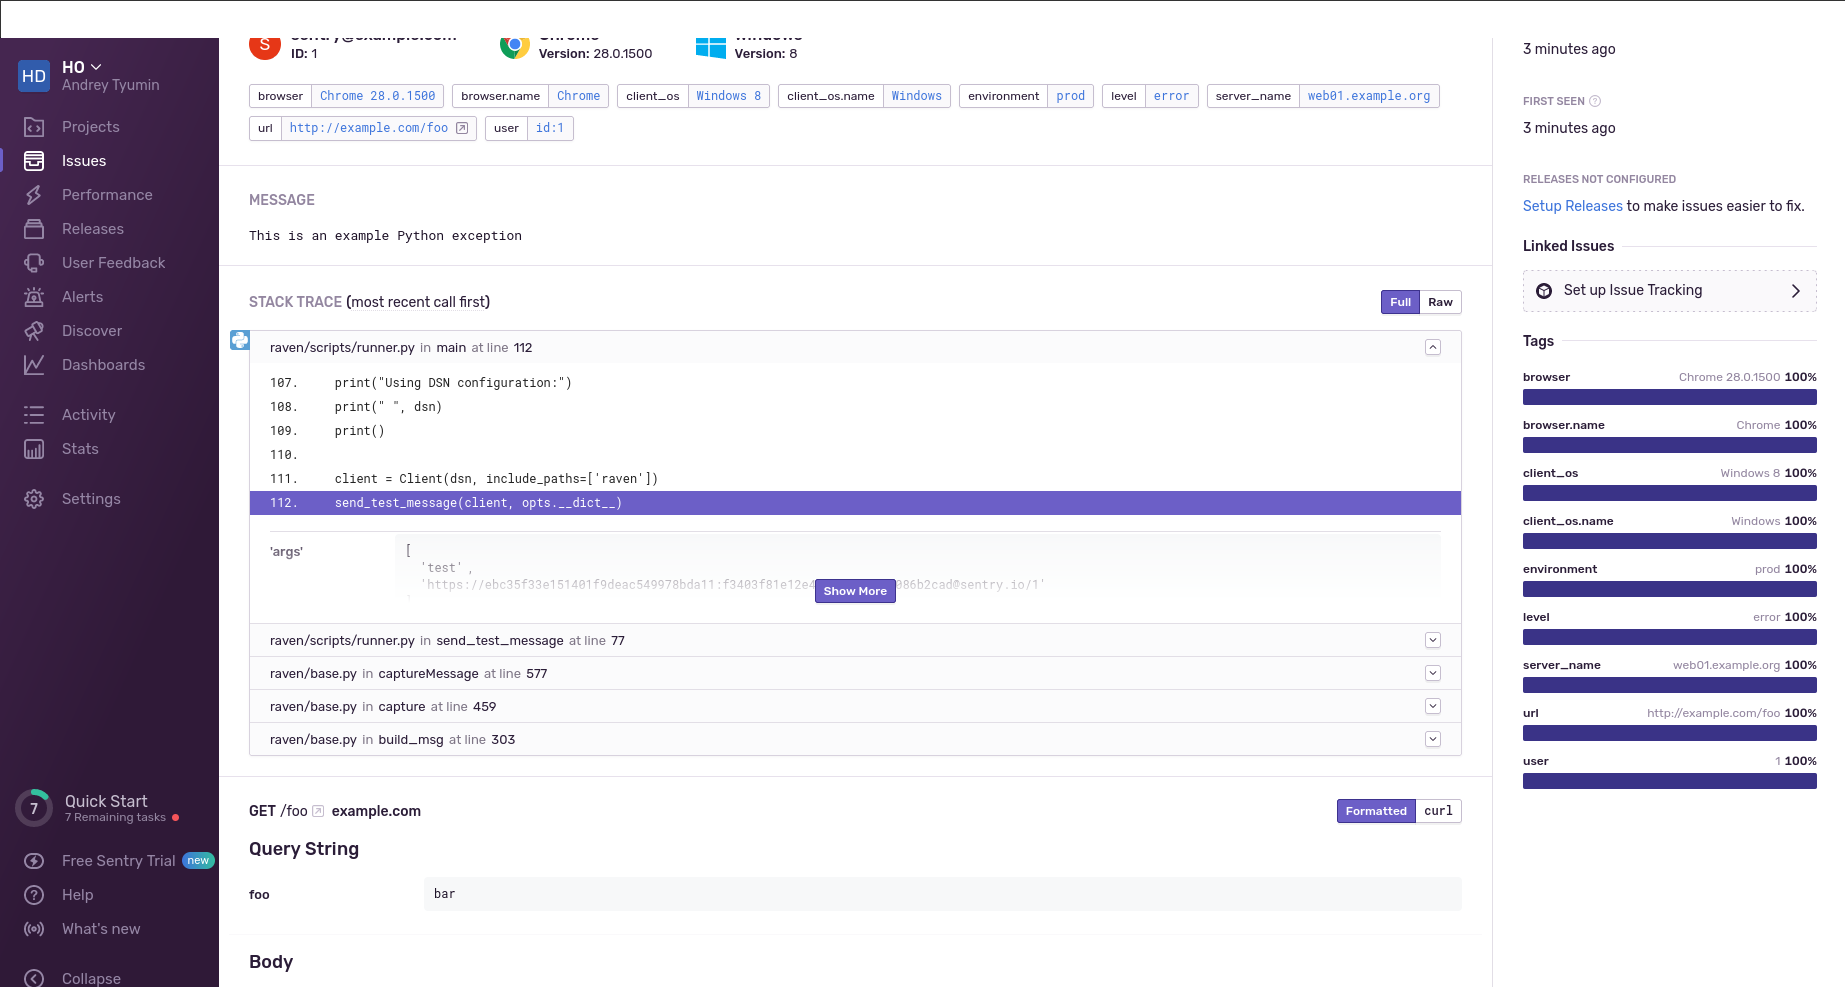 HD
HO
Andrey Tyumin
Projects
Issues
Performance
Releases
User Feedback
Alerts
Discover
Dashboards
Activity
Stats
Settings
7
Quick Start
7 Remaining tasks
Free Sentry Trial new
Help
What's new
Collapse
S
sentry@example.com
ID: 1
Chrome
Version: 28.0.1500
Windows
Version: 8
browser Chrome 28.0.1500 browser.name Chrome client_os Windows 8 client_os.name Windows environment prod level error server_name web01.example.org
url http://example.com/foo user id:1
MESSAGE
This is an example Python exception
STACK TRACE (most recent call first)
Full Raw
raven/scripts/runner.py in main at line 112
107. print("Using DSN configuration:")
108. print(" ", dsn)
109. print()
110.
111. client = Client(dsn, include_paths=['raven'])
112. send_test_message(client, opts.__dict__)
'args'
[
'test',
'https://ebc35f33e151401f9deac549978bda11:f3403f81e12e4 086b2cad@sentry.io/1'
Show More
raven/scripts/runner.py in send_test_message at line 77
raven/base.py in captureMessage at line 577
raven/base.py in capture at line 459
raven/base.py in build_msg at line 303
GET /foo example.com
Formatted curl
Query String
foo bar
Body
3 minutes ago
FIRST SEEN ?
3 minutes ago
RELEASES NOT CONFIGURED
Setup Releases to make issues easier to fix.
Linked Issues
Set up Issue Tracking
Tags
browser Chrome 28.0.1500 100%
browser.name Chrome 100%
client_os Windows 8 100%
client_os.name Windows 100%
environment prod 100%
level error 100%
server_name web01.example.org 100%
url http://example.com/foo 100%
user 1 100%